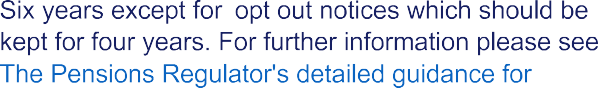 Six years except for opt out notices which should be
kept for four years. For further information please see
The Pensions Regulator's detailed guidance for